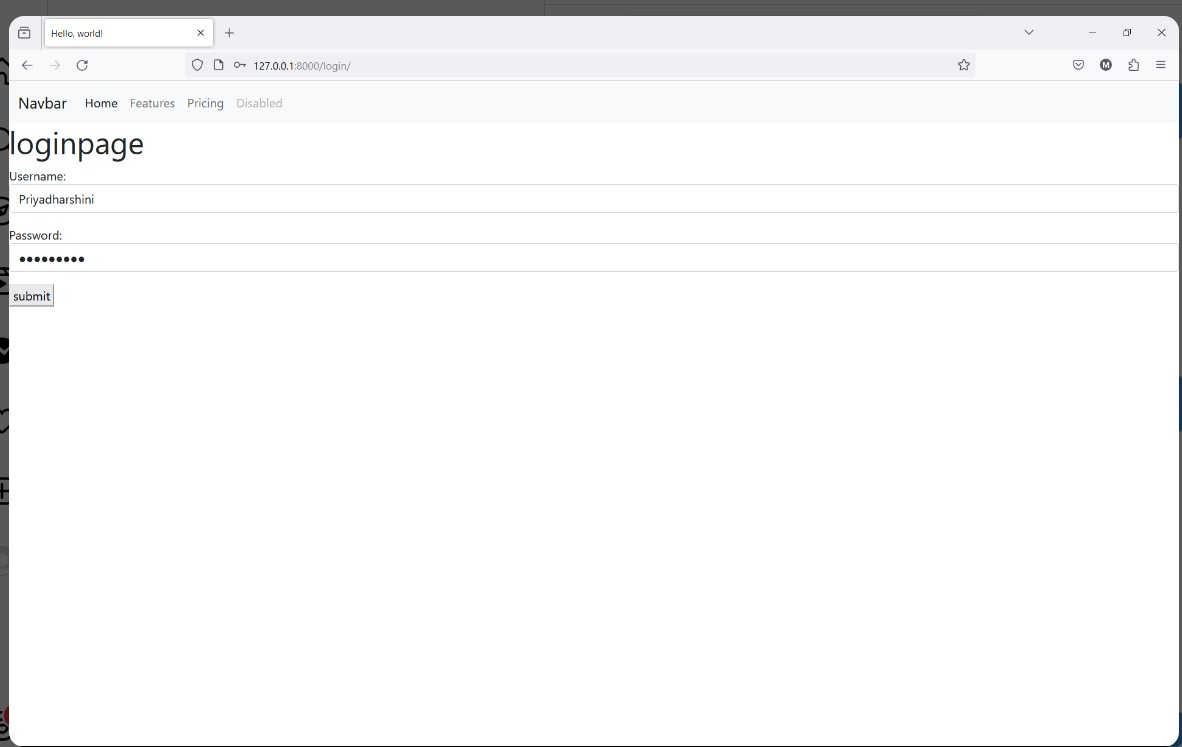 Hello, world!
127.0.0.1:8000/login/
M
Navbar Home Features Pricing Disabled
loginpage
Username:
Priyadharshini
Password:
•••••••••
submit